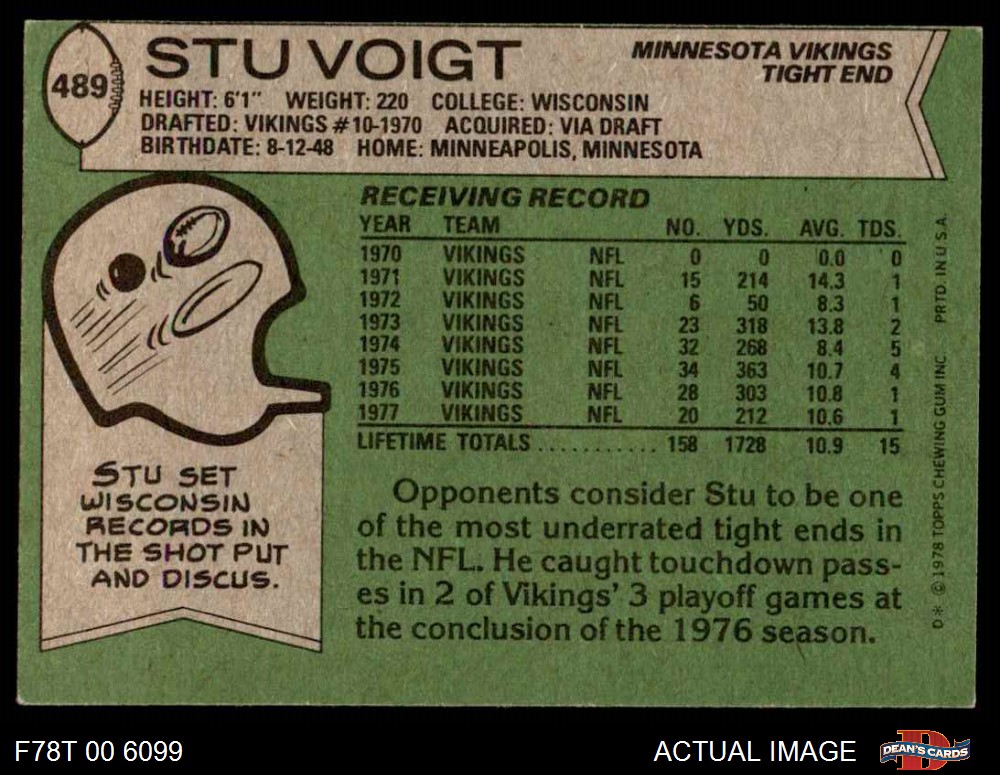 489
STU VOIGT
MINNESOTA VIKINGS
TIGHT END
HEIGHT: 6'1" WEIGHT: 220 COLLEGE: WISCONSIN
DRAFTED: VIKINGS #10-1970 ACQUIRED: VIA DRAFT
BIRTHDATE: 8-12-48 HOME: MINNEAPOLIS, MINNESOTA
RECEIVING RECORD
YEAR TEAM NO. YDS. AVG. TDS.
1970 VIKINGS NFL 0 0 0.0 0
1971 VIKINGS NFL 15 214 14.3 1
1972 VIKINGS NFL 6 50 8.3 1
1973 VIKINGS NFL 23 318 13.8 2
1974 VIKINGS NFL 32 268 8.4 5
1975 VIKINGS NFL 34 363 10.7 4
1976 VIKINGS NFL 28 303 10.8 1
1977 VIKINGS NFL 20 212 10.6 1
LIFETIME TOTALS ........... 158 1728 10.9 15
STU SET
WISCONSIN
RECORDS IN
THE SHOT PUT
AND DISCUS.
Opponents consider Stu to be one
of the most underrated tight ends in
the NFL. He caught touchdown pass-
es in 2 of Vikings' 3 playoff games at
the conclusion of the 1976 season.
D* © 1978 TOPPS CHEWING GUM INC. PRTD. IN U.S.A.
F78T 00 6099
ACTUAL IMAGE
D
DEAN'S CARDS